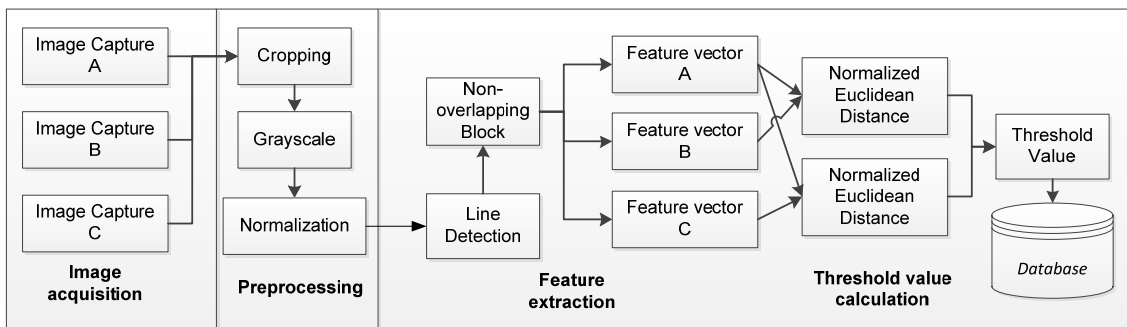 Image Capture
A
Image Capture
B
Image Capture
C
Image
acquisition
Cropping
Grayscale
Normalization
Preprocessing
Non-
overlapping
Block
Line
Detection
Feature vector
A
Feature vector
B
Feature vector
C
Feature
extraction
Normalized
Euclidean
Distance
Normalized
Euclidean
Distance
Threshold value
calculation
Threshold
Value
Database